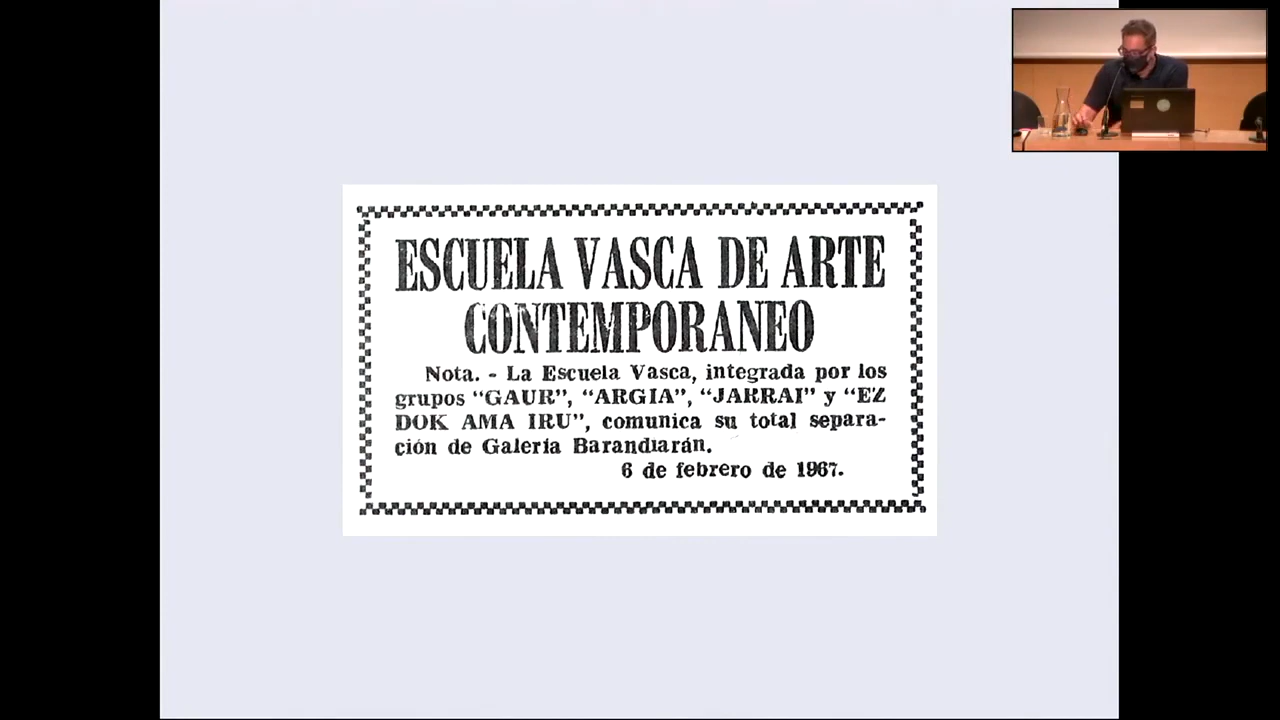 ESCUELA VASCA DE ARTE
CONTEMPORANEO
Nota. - La Escuela Vasca, integrada por los
grupos “GAUR”, “ARGIA”, “JARRAI” y “EZ
DOK AMA IRU”, comunica su total separa-
ción de Galería Barandiarán.
6 de febrero de 1967.